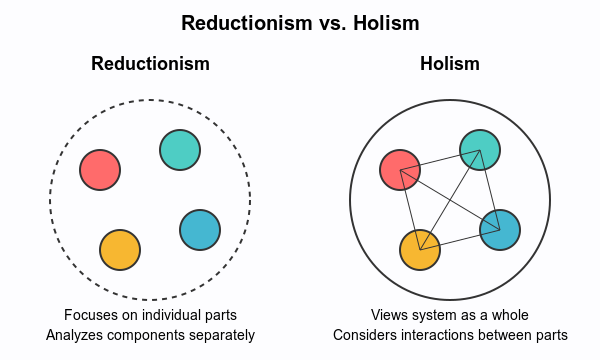 Reductionism vs. Holism
Reductionism
Holism
Focuses on individual parts
Analyzes components separately
Views system as a whole
Considers interactions between parts